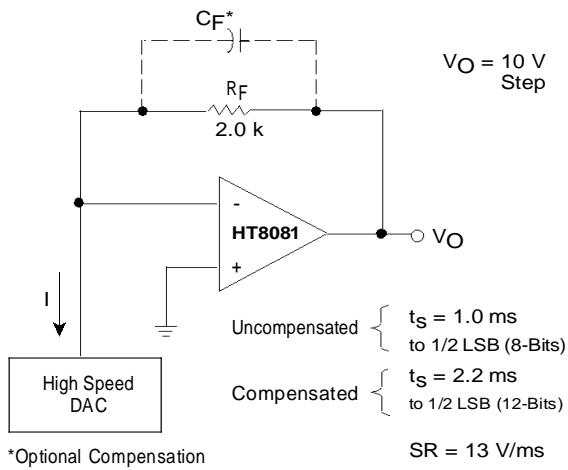 CF*
VO = 10 V
Step
RF
2.0 k
-
HT8081
+
VO
I
Uncompensated
tS = 1.0 ms
to 1/2 LSB (8-Bits)
Compensated
tS = 2.2 ms
to 1/2 LSB (12-Bits)
High Speed
DAC
*Optional Compensation
SR = 13 V/ms